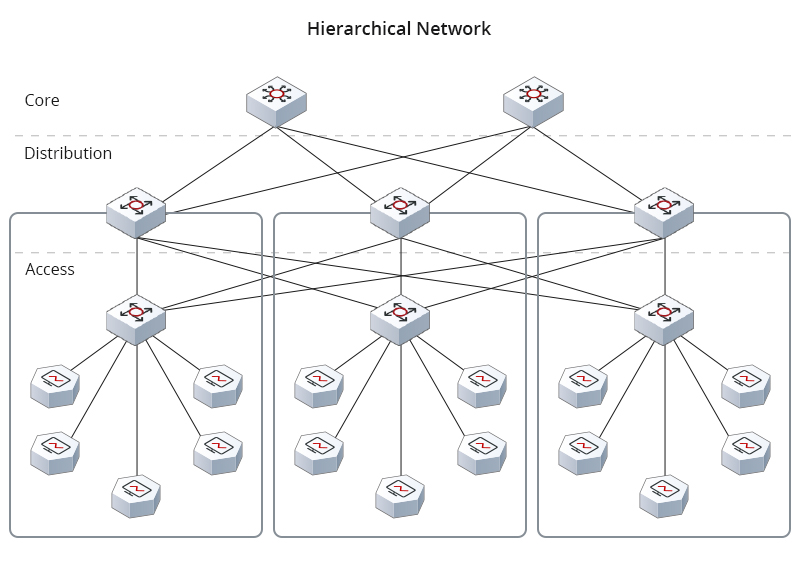 Hierarchical Network
Core
Distribution
Access